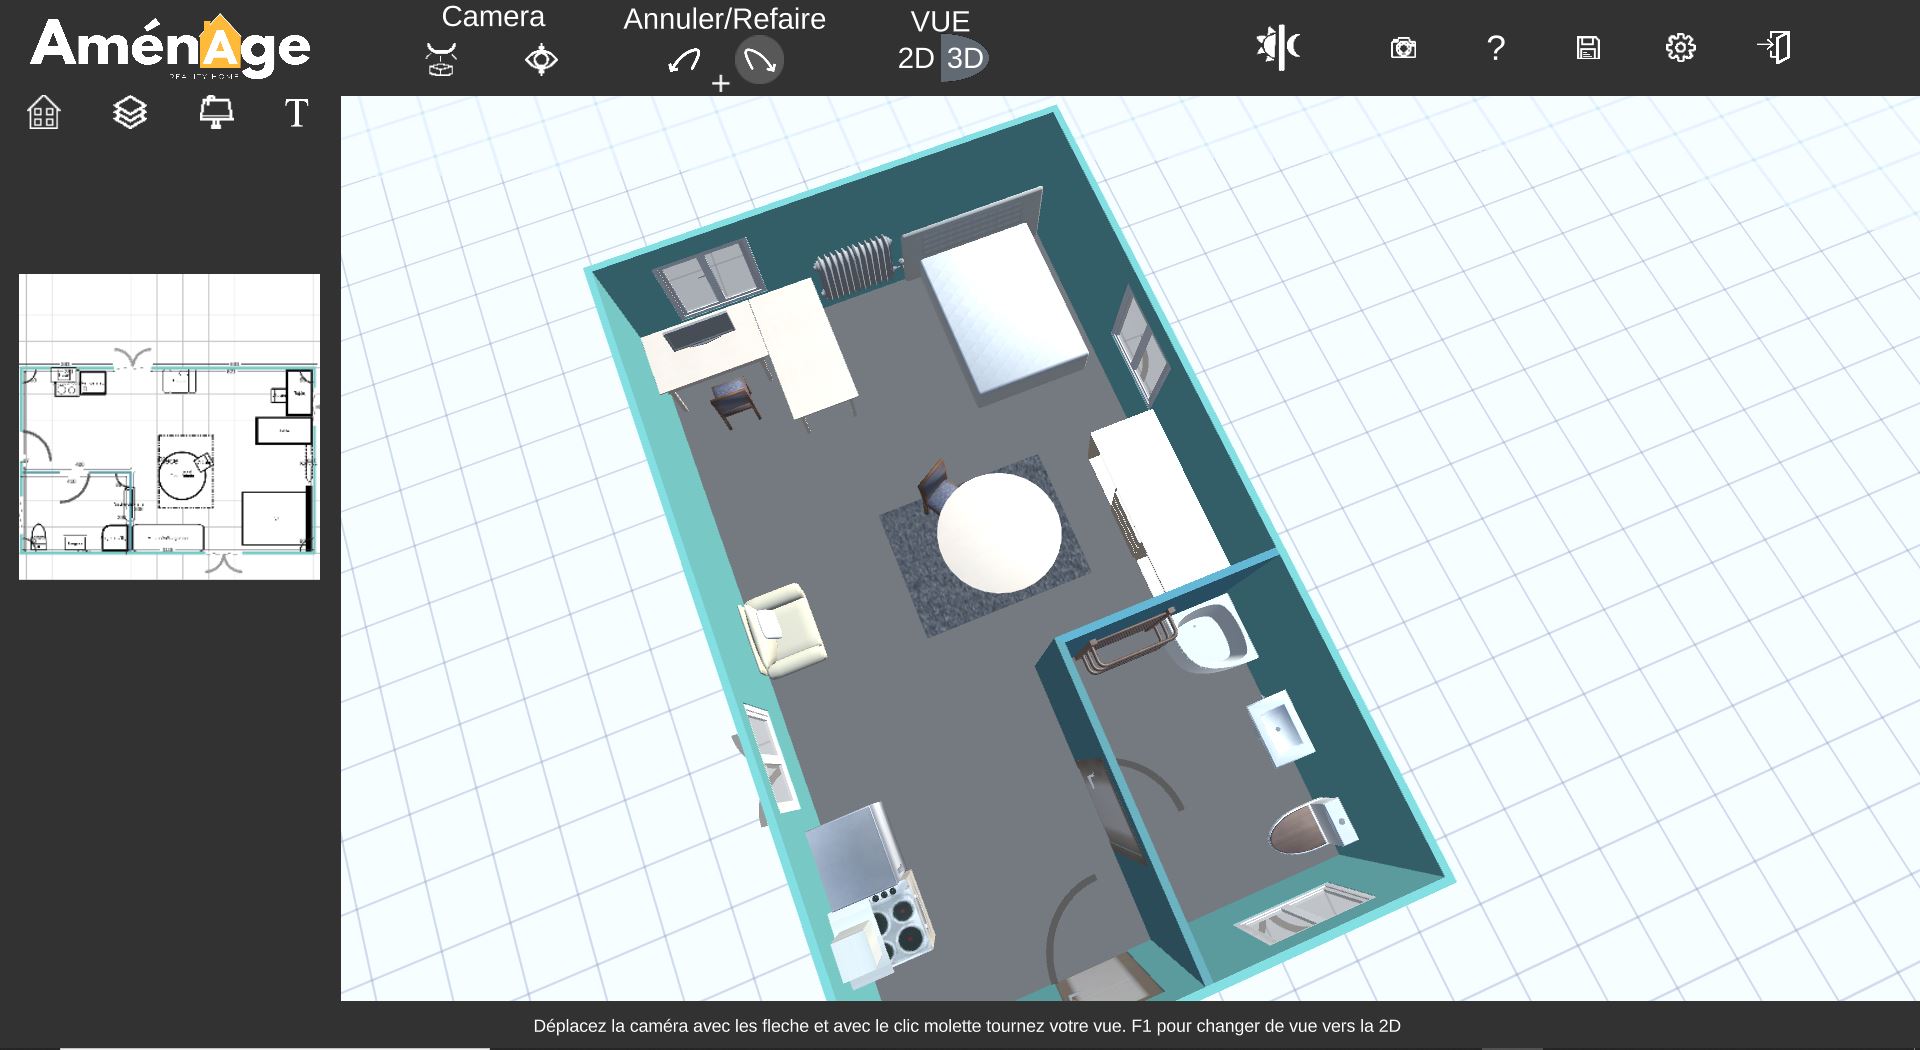 AménAge
REALITY HOME
Camera
Annuler/Refaire
VUE
2D 3D
?
T
Déplacez la caméra avec les fleche et avec le clic molette tournez votre vue. F1 pour changer de vue vers la 2D